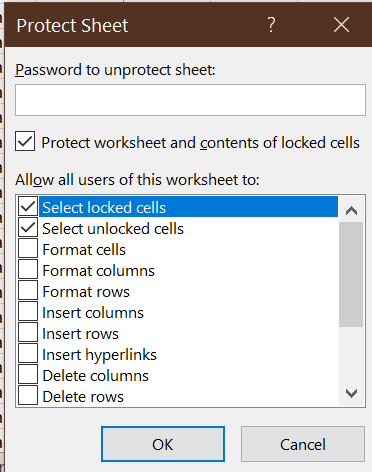 Protect Sheet ? ×
Password to unprotect sheet:
Protect worksheet and contents of locked cells
Allow all users of this worksheet to:
Select locked cells
Select unlocked cells
Format cells
Format columns
Format rows
Insert columns
Insert rows
Insert hyperlinks
Delete columns
Delete rows
OK Cancel